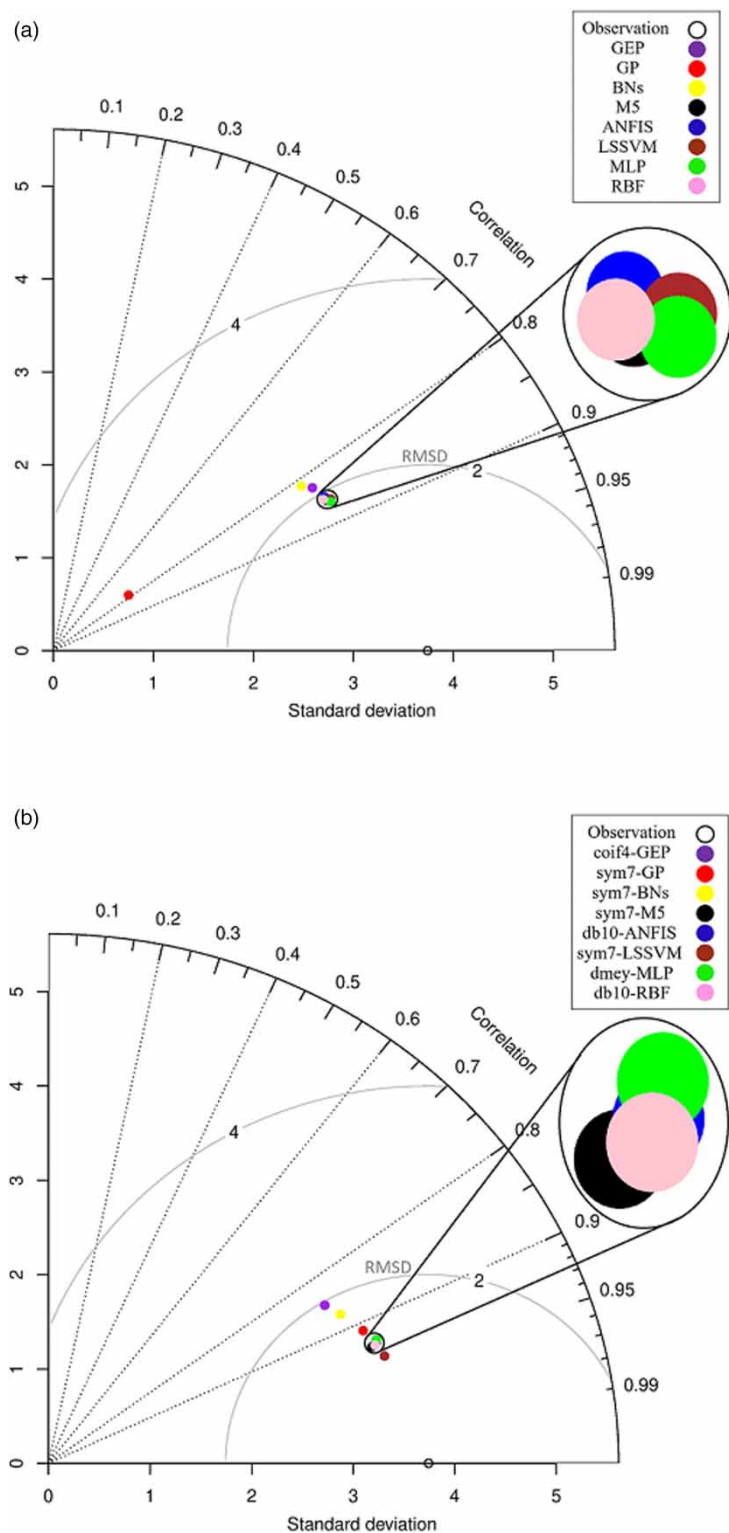 (a)
Observation
GEP
GP
BNs
M5
ANFIS
LSSVM
MLP
RBF
0.1
0.2
0.3
0.4
0.5
0.6
0.7
0.8
0.9
0.95
0.99
Correlation
5
4
3
2
1
0
4
RMSD
2
0
1
2
3
4
5
Standard deviation
(b)
Observation
coif4-GEP
sym7-GP
sym7-BNs
sym7-M5
db10-ANFIS
sym7-LSSVM
dmey-MLP
db10-RBF
0.1
0.2
0.3
0.4
0.5
0.6
0.7
0.8
0.9
0.95
0.99
Correlation
5
4
3
2
1
0
4
RMSD
2
0
1
2
3
4
5
Standard deviation